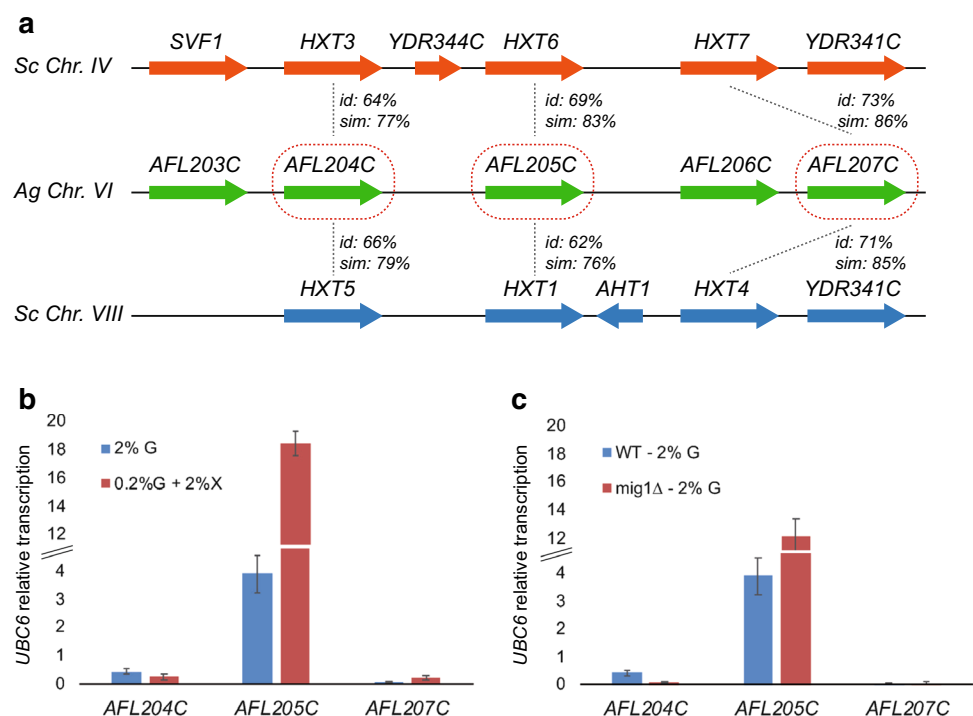 a
SVF1 HXT3 YDR344C HXT6 HXT7 YDR341C
Sc Chr. IV
id: 64% id: 69% id: 73%
sim: 77% sim: 83% sim: 86%
AFL203C AFL204C AFL205C AFL206C AFL207C
Ag Chr. VI
id: 66% id: 62% id: 71%
sim: 79% sim: 76% sim: 85%
HXT5 HXT1 AHT1 HXT4 YDR341C
Sc Chr. VIII
b
UBC6 relative transcription
20
18
16
14
12
4
3
2
1
0
2% G
0.2%G + 2%X
AFL204C AFL205C AFL207C
c
UBC6 relative transcription
20
18
16
14
12
4
3
2
1
0
WT - 2% G
mig1Δ - 2% G
AFL204C AFL205C AFL207C